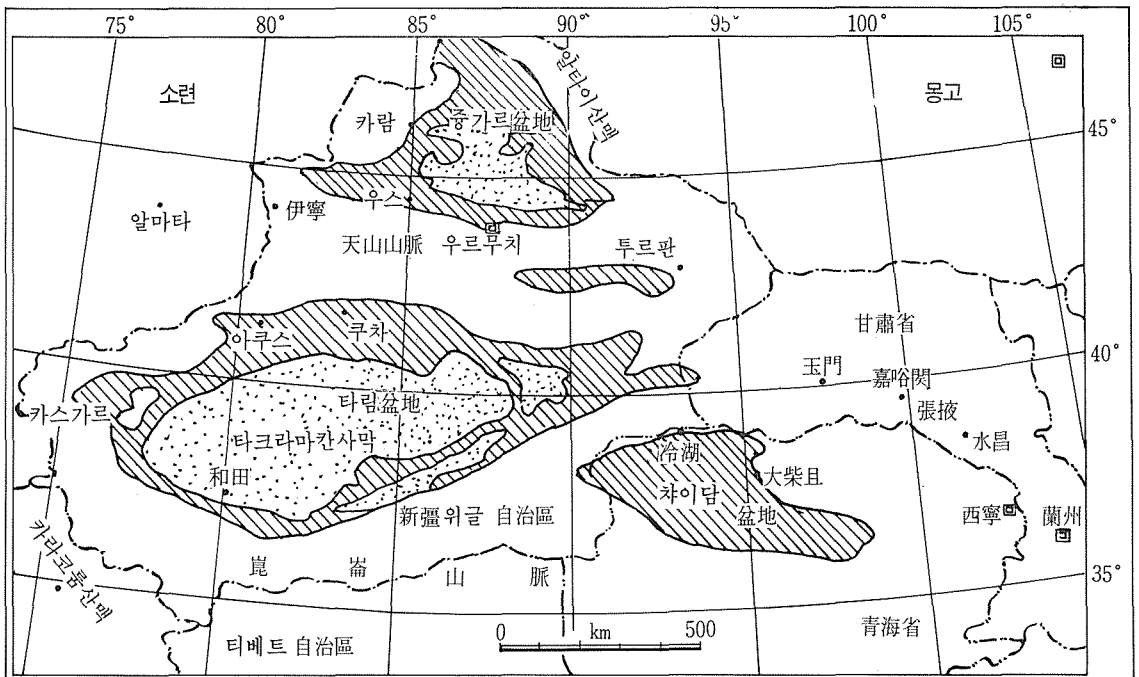 75° 80° 85° 90° 95° 100° 105°
소련
카람
중가르盆地
알타이산맥
몽고
45°
알마타
伊寧
우스
天山山脈 우르무치
투르판
아쿠스
쿠차
甘肅省
40°
玉門
嘉峪関
張掖
카스가르
타림盆地
타크라마칸사막
和田
冷湖
大柴旦
챠이담
盆地
水昌
西寧
蘭州
新疆위글 自治區
카라코룸산맥
崑 崙 山 脈
35°
0 km 500
티베트 自治區
青海省